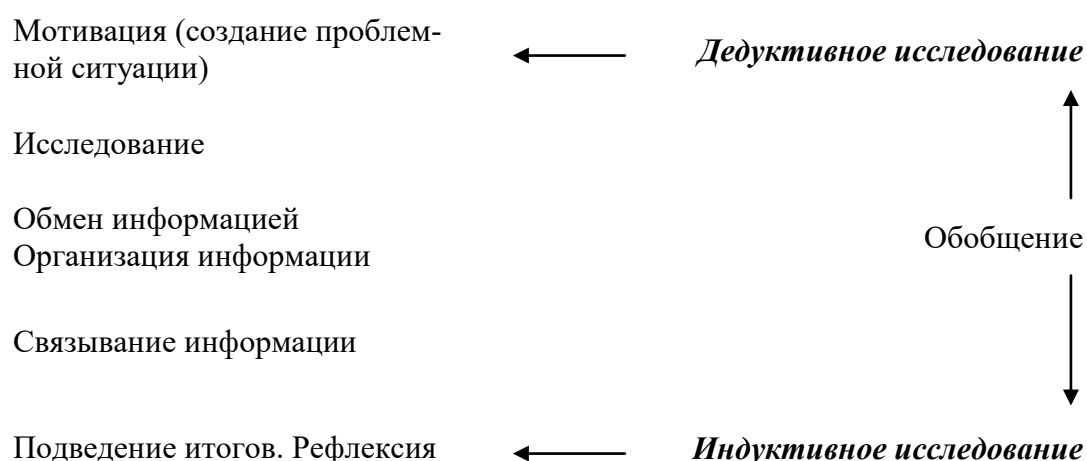 Мотивация (создание проблем-
ной ситуации)
Дедуктивное исследование
Исследование
Обмен информацией
Организация информации
Обобщение
Связывание информации
Подведение итогов. Рефлексия
Индуктивное исследование